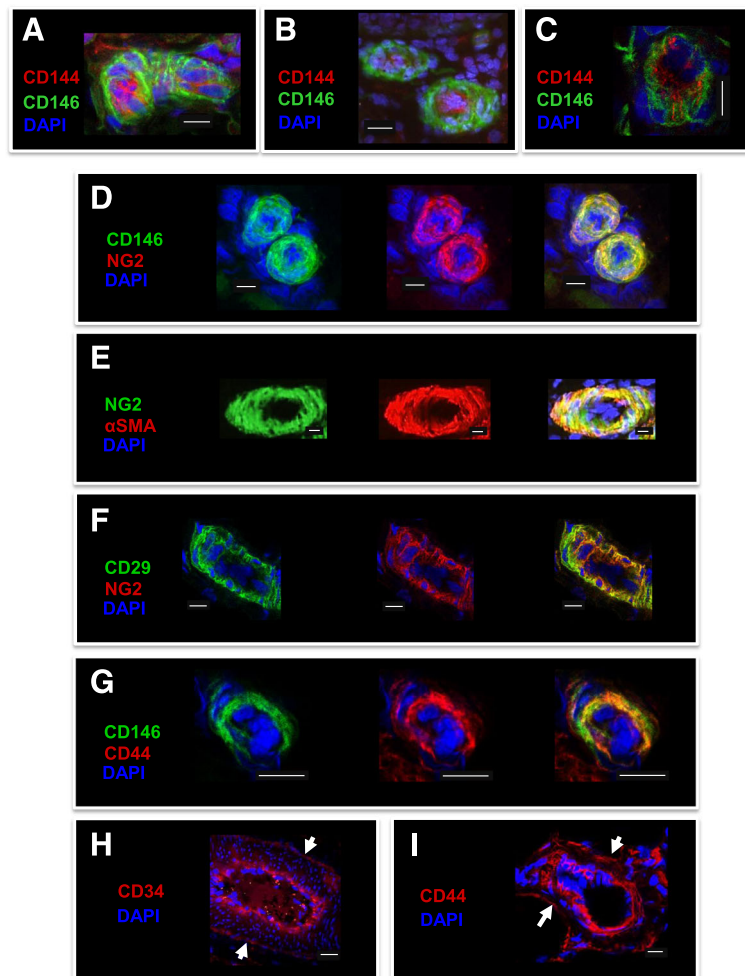 A
CD144
CD146
DAPI
B
CD144
CD146
DAPI
C
CD144
CD146
DAPI
D
CD146
NG2
DAPI
E
NG2
αSMA
DAPI
F
CD29
NG2
DAPI
G
CD146
CD44
DAPI
H
CD34
DAPI
I
CD44
DAPI